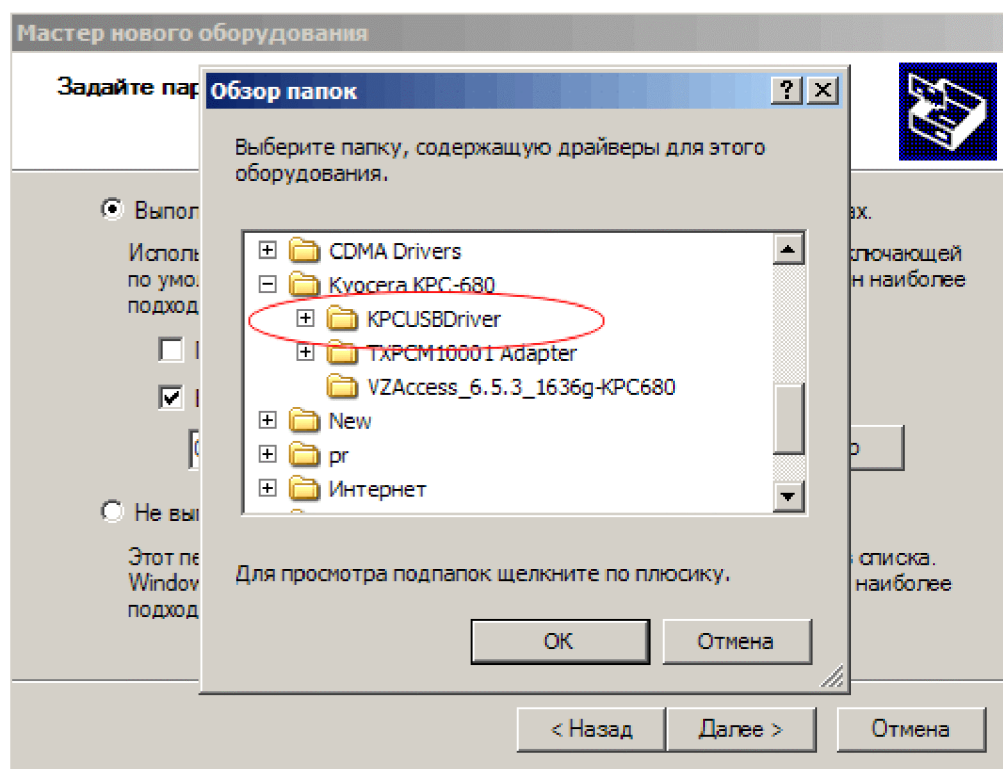 Мастер нового оборудования
Задайте пар
Обзор папок
Выберите папку, содержащую драйверы для этого
оборудования.
CDMA Drivers
Kyocera KPC-680
KPCUSBDriver
TXPCM10001 Adapter
VZAccess_6.5.3_1636g-KPC680
New
pr
Интернет
Для просмотра подпапок щелкните по плюсику.
OK
Отмена
Выпол
ах.
Исполь
ключающей
по умо.
н наиболее
подход
Не вы
Этот пе
списка.
Window
наиболее
подход
< Назад
Далее >
Отмена